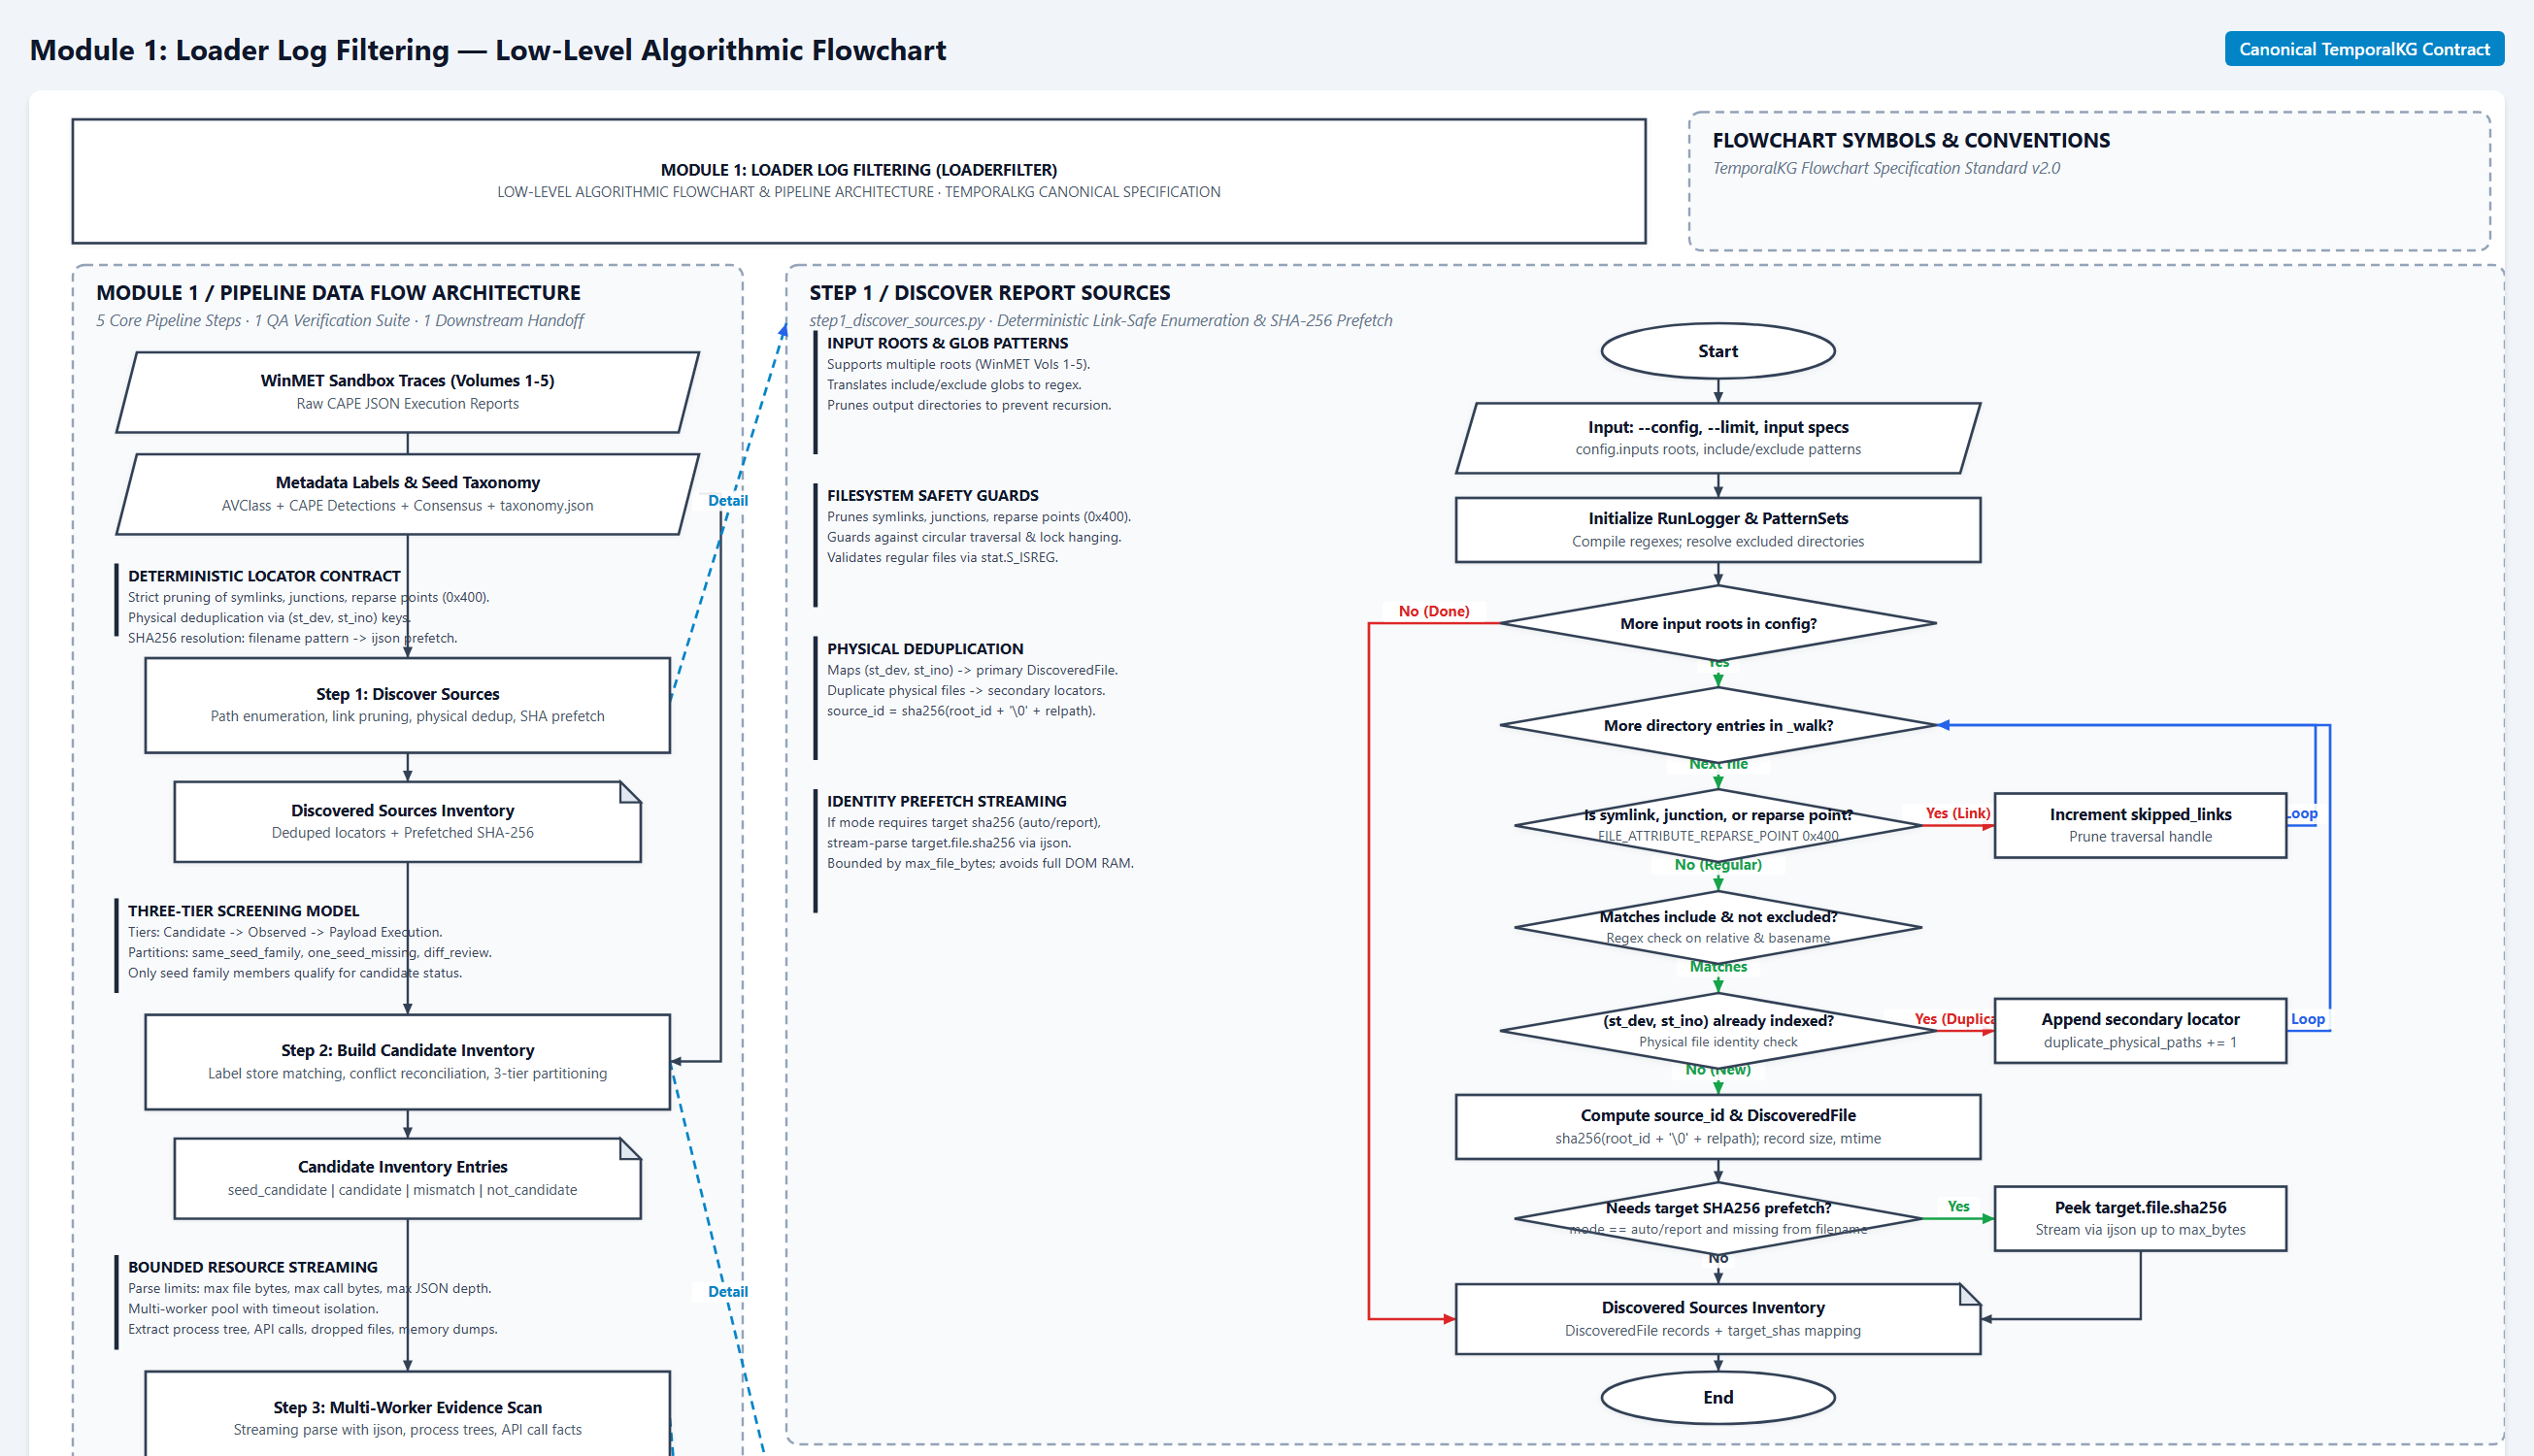 Module 1: Loader Log Filtering — Low-Level Algorithmic Flowchart
Canonical TemporalKG Contract
MODULE 1: LOADER LOG FILTERING (LOADERFILTER)
LOW-LEVEL ALGORITHMIC FLOWCHART & PIPELINE ARCHITECTURE · TEMPORALKG CANONICAL SPECIFICATION
FLOWCHART SYMBOLS & CONVENTIONS
TemporalKG Flowchart Specification Standard v2.0
MODULE 1 / PIPELINE DATA FLOW ARCHITECTURE
5 Core Pipeline Steps · 1 QA Verification Suite · 1 Downstream Handoff
WinMET Sandbox Traces (Volumes 1-5)
Raw CAPE JSON Execution Reports
Metadata Labels & Seed Taxonomy
AVClass + CAPE Detections + Consensus + taxonomy.json
Detail
DETERMINISTIC LOCATOR CONTRACT
Strict pruning of symlinks, junctions, reparse points (0x400).
Physical deduplication via (st_dev, st_ino) keys.
SHA256 resolution: filename pattern -> ijson prefetch.
Step 1: Discover Sources
Path enumeration, link pruning, physical dedup, SHA prefetch
Discovered Sources Inventory
Deduped locators + Prefetched SHA-256
THREE-TIER SCREENING MODEL
Tiers: Candidate -> Observed -> Payload Execution.
Partitions: same_seed_family, one_seed_missing, diff_review.
Only seed family members qualify for candidate status.
Step 2: Build Candidate Inventory
Label store matching, conflict reconciliation, 3-tier partitioning
Candidate Inventory Entries
seed_candidate | candidate | mismatch | not_candidate
BOUNDED RESOURCE STREAMING
Parse limits: max file bytes, max call bytes, max JSON depth.
Multi-worker pool with timeout isolation.
Extract process tree, API calls, dropped files, memory dumps.
Detail
Step 3: Multi-Worker Evidence Scan
Streaming parse with ijson, process trees, API call facts
STEP 1 / DISCOVER REPORT SOURCES
step1_discover_sources.py · Deterministic Link-Safe Enumeration & SHA-256 Prefetch
INPUT ROOTS & GLOB PATTERNS
Supports multiple roots (WinMET Vols 1-5).
Translates include/exclude globs to regex.
Prunes output directories to prevent recursion.
FILESYSTEM SAFETY GUARDS
Prunes symlinks, junctions, reparse points (0x400).
Guards against circular traversal & lock hanging.
Validates regular files via stat.S_ISREG.
PHYSICAL DEDUPLICATION
Maps (st_dev, st_ino) -> primary DiscoveredFile.
Duplicate physical files -> secondary locators.
source_id = sha256(root_id + '\0' + relpath).
IDENTITY PREFETCH STREAMING
If mode requires target sha256 (auto/report),
stream-parse target.file.sha256 via ijson.
Bounded by max_file_bytes; avoids full DOM RAM.
Start
Input: --config, --limit, input specs
config.inputs roots, include/exclude patterns
Initialize RunLogger & PatternSets
Compile regexes; resolve excluded directories
No (Done)
More input roots in config?
Yes
More directory entries in _walk?
Next file
Is symlink, junction, or reparse point?
FILE_ATTRIBUTE_REPARSE_POINT 0x400
Yes (Link)
Increment skipped_links
Prune traversal handle
Loop
No (Regular)
Matches include & not excluded?
Regex check on relative & basename
Matches
(st_dev, st_ino) already indexed?
Physical file identity check
Yes (Duplica
Append secondary locator
duplicate_physical_paths += 1
Loop
No (New)
Compute source_id & DiscoveredFile
sha256(root_id + '\0' + relpath); record size, mtime
Needs target SHA256 prefetch?
mode == auto/report and missing from filename
Yes
Peek target.file.sha256
Stream via ijson up to max_bytes
No
Discovered Sources Inventory
DiscoveredFile records + target_shas mapping
End